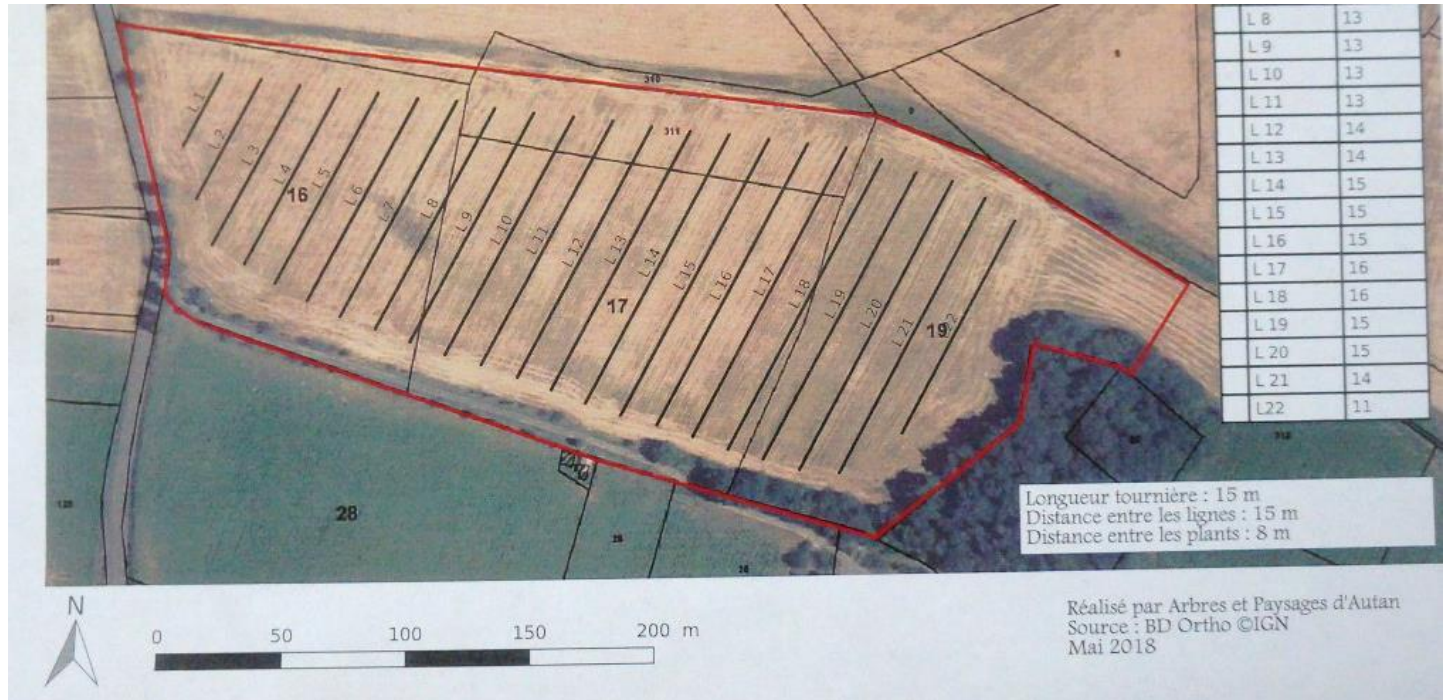 L 8 13
L 9 13
L 10 13
L 11 13
L 12 14
L 13 14
L 14 15
L 15 15
L 16 15
L 17 16
L 18 16
L 19 15
L 20 15
L 21 14
L22 11
340
9
6
311
L 1
L 2
L 3
L 4
L 5
L 6
L 7
L 8
L 9
L 10
L 11
L 12
L 13
L 14
L 15
L 16
L 17
L 18
L 19
L 20
L 21
16
17
19
28
Longueur tournière : 15 m
Distance entre les lignes : 15 m
Distance entre les plants : 8 m
N
0 50 100 150 200 m
Réalisé par Arbres et Paysages d'Autan
Source : BD Ortho ©IGN
Mai 2018